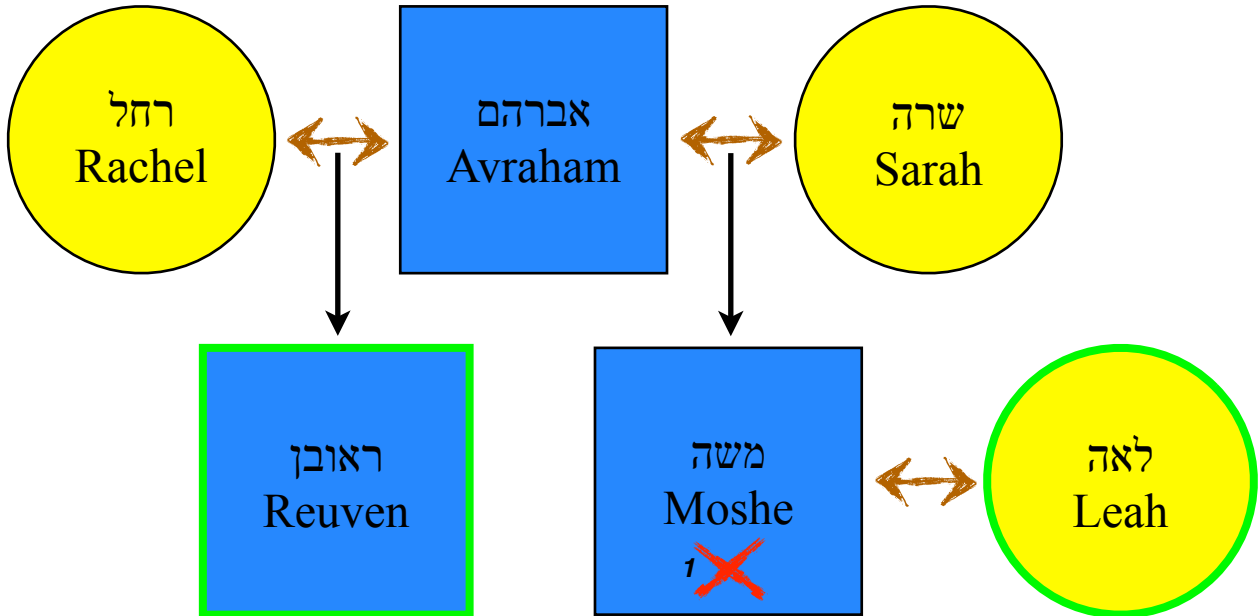 רחל
Rachel
אברהם
Avraham
שרה
Sarah
ראובן
Reuven
משה
Moshe
1
לאה
Leah